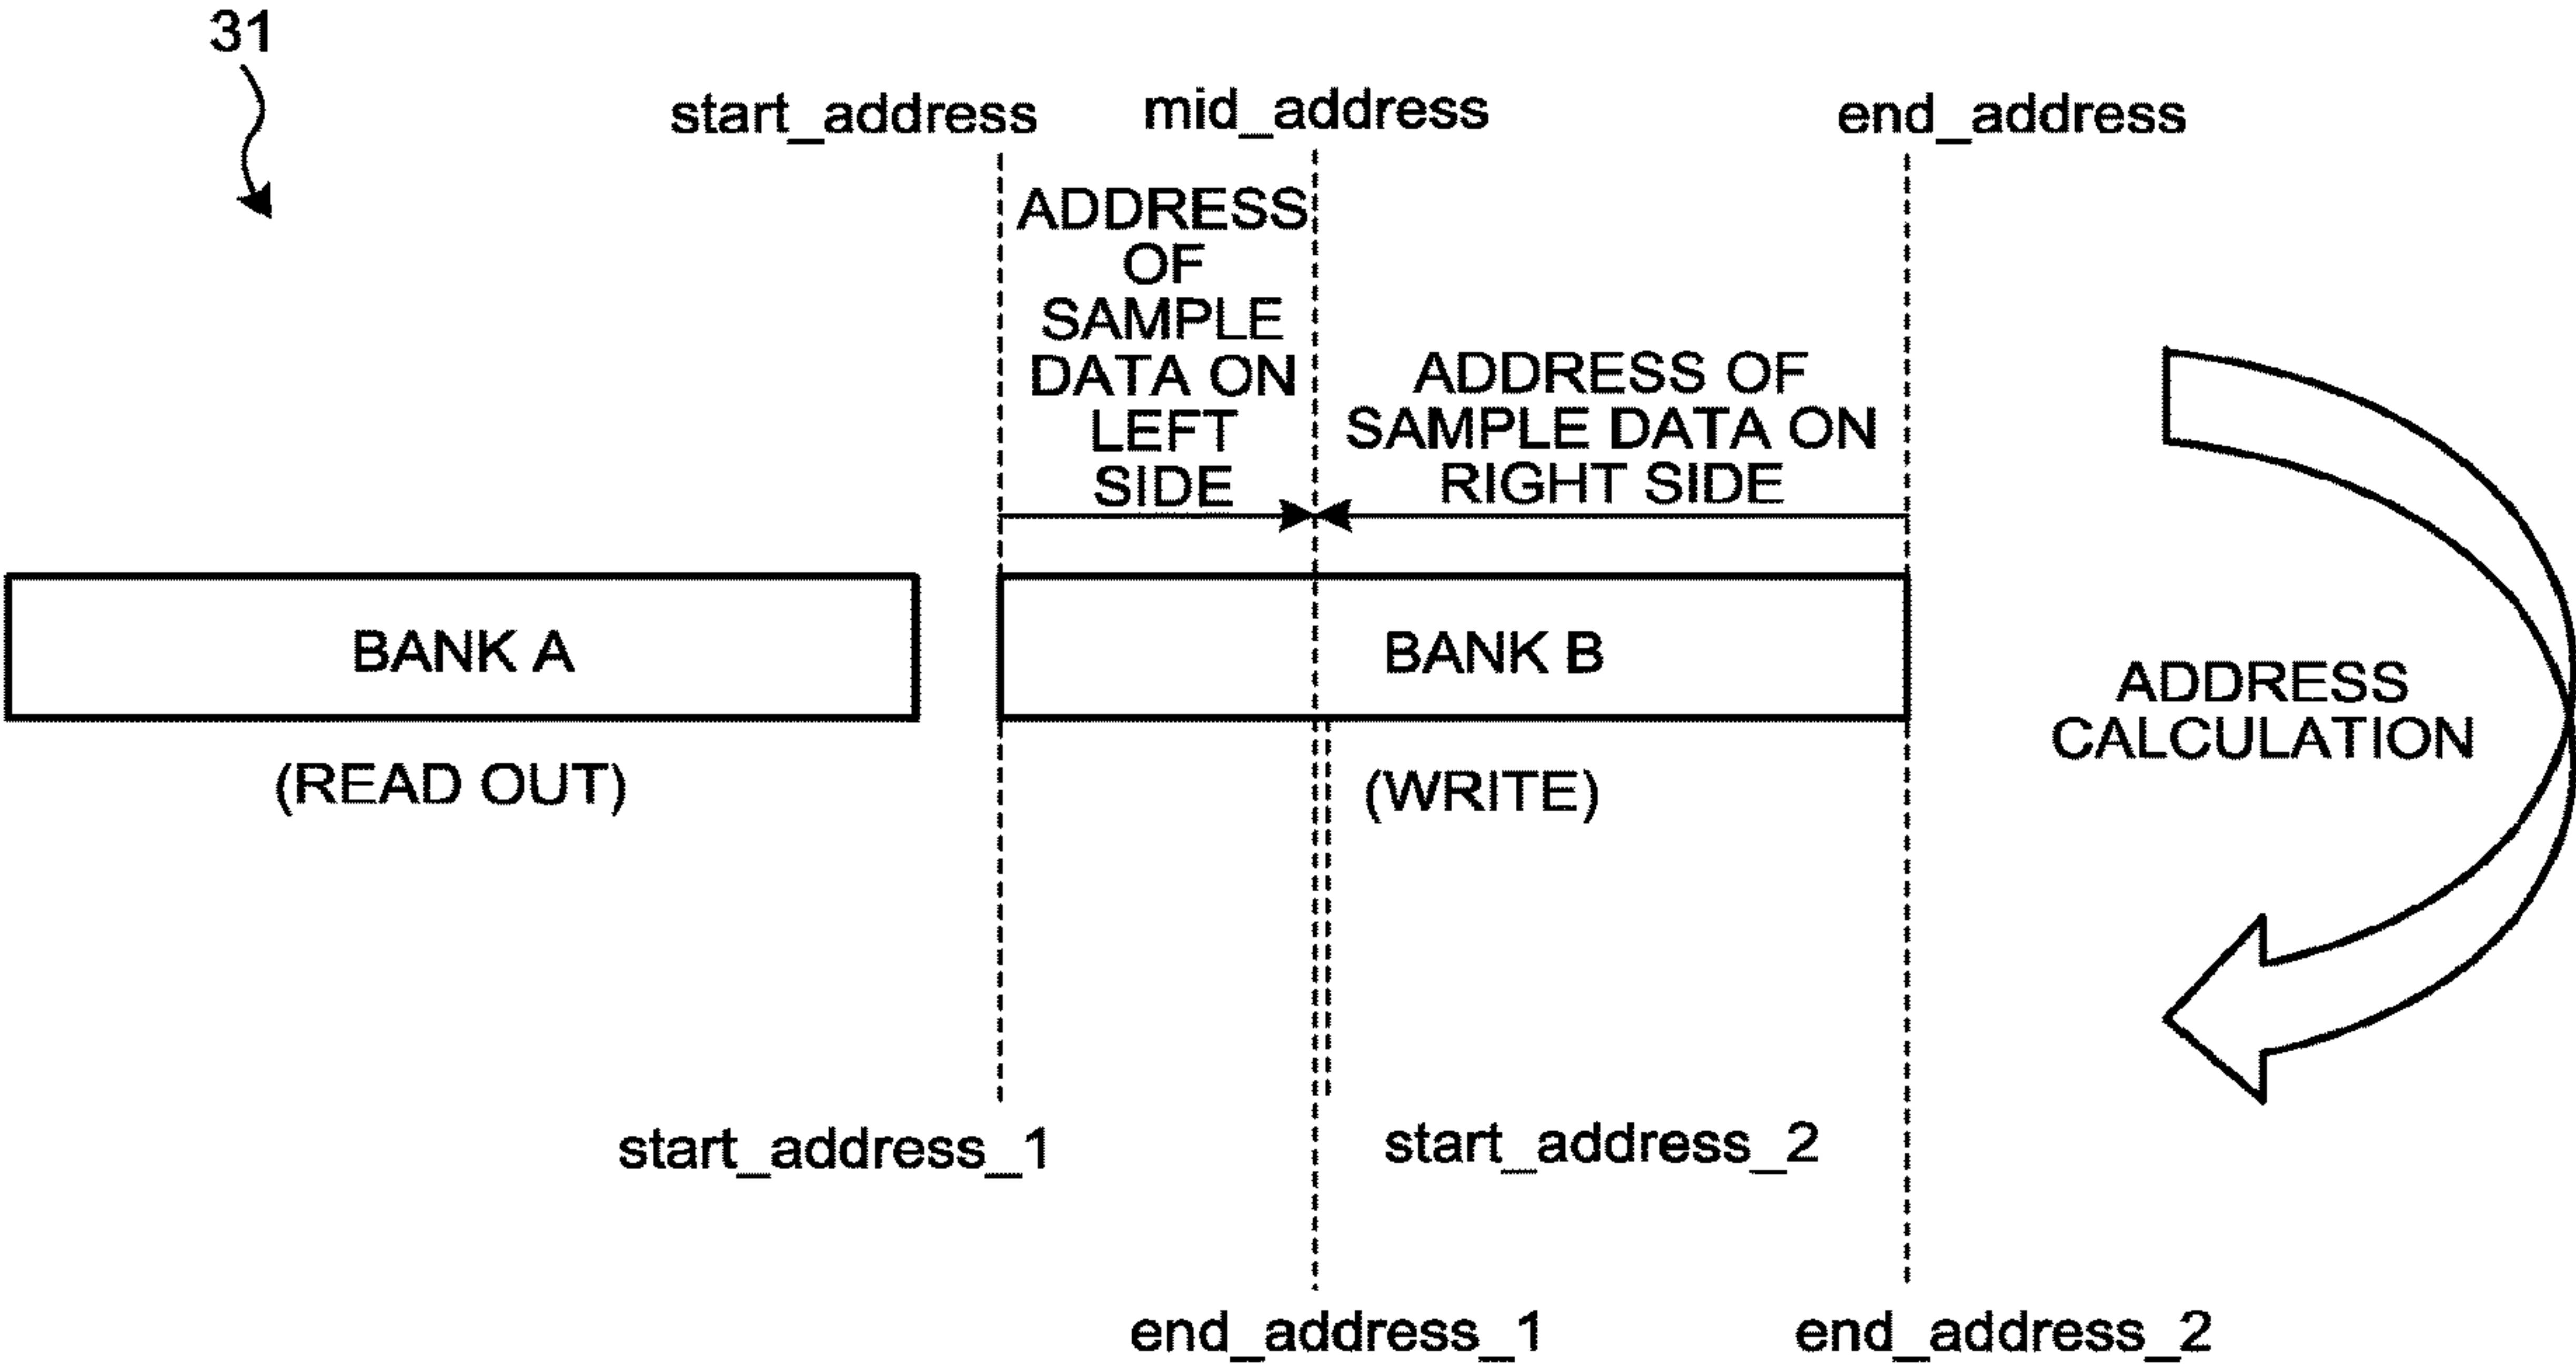 31
start_address
mid_address
end_address
ADDRESS
OF
SAMPLE
DATA ON
LEFT
SIDE
ADDRESS OF
SAMPLE DATA ON
RIGHT SIDE
BANK A
BANK B
(READ OUT)
(WRITE)
ADDRESS
CALCULATION
start_address_1
start_address_2
end_address_1
end_address_2